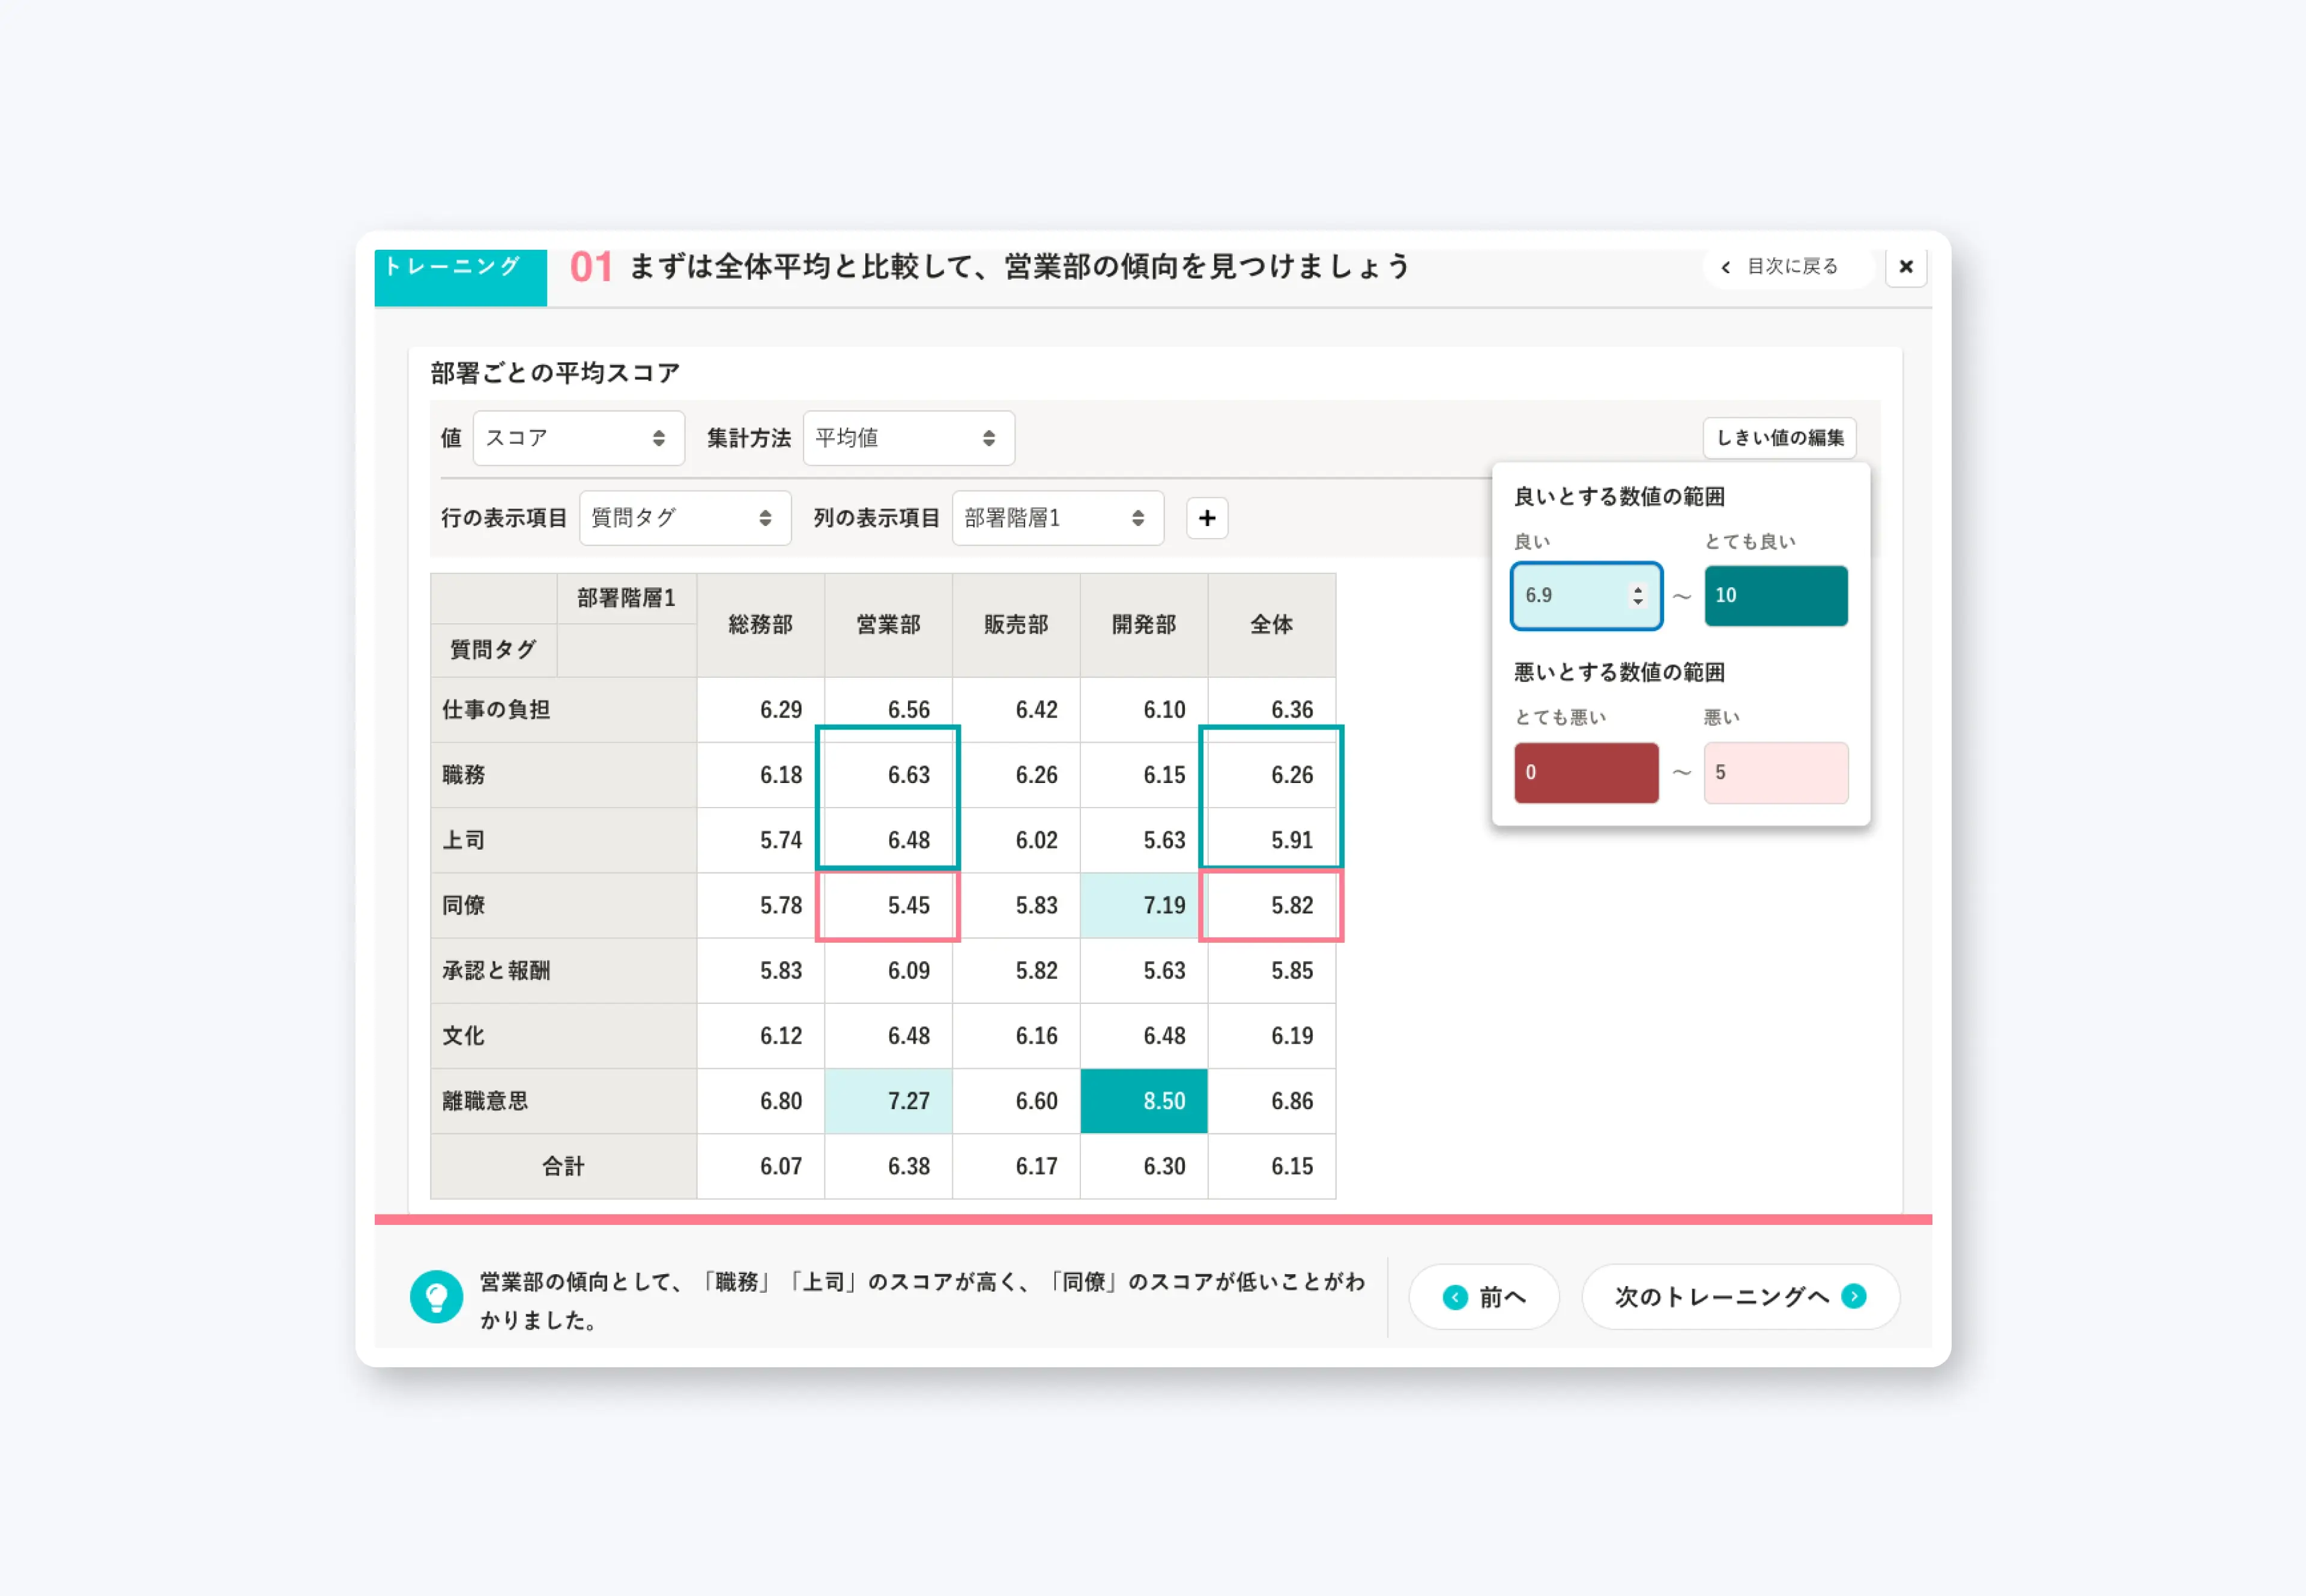 トレーニング 01 まずは全体平均と比較して、営業部の傾向を見つけましょう 目次に戻る
部署ごとの平均スコア
値 スコア 集計方法 平均値 しきい値の編集
行の表示項目 質問タグ 列の表示項目 部署階層1 +
良いとする数値の範囲
良い とても良い
6.9 ～ 10
悪いとする数値の範囲
とても悪い 悪い
0 ～ 5
部署階層1 総務部 営業部 販売部 開発部 全体
質問タグ
仕事の負担 6.29 6.56 6.42 6.10 6.36
職務 6.18 6.63 6.26 6.15 6.26
上司 5.74 6.48 6.02 5.63 5.91
同僚 5.78 5.45 5.83 7.19 5.82
承認と報酬 5.83 6.09 5.82 5.63 5.85
文化 6.12 6.48 6.16 6.48 6.19
離職意思 6.80 7.27 6.60 8.50 6.86
合計 6.07 6.38 6.17 6.30 6.15
営業部の傾向として、「職務」「上司」のスコアが高く、「同僚」のスコアが低いことがわ
かりました。
前へ 次のトレーニングへ